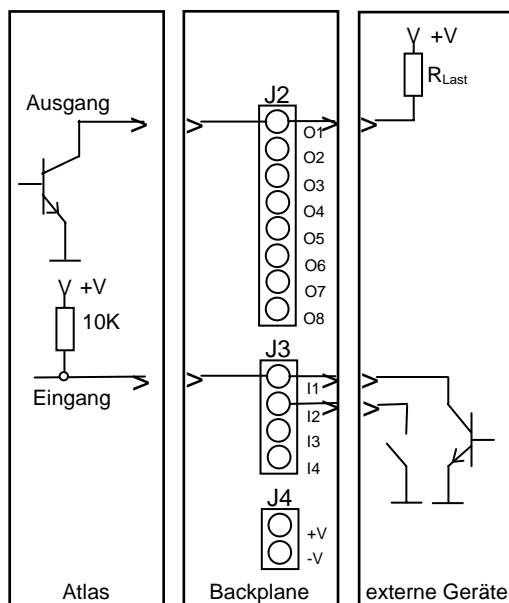 V +V
R_Last
Ausgang
J2
O1
O2
O3
O4
O5
O6
O7
O8
V +V
10K
Eingang
J3
I1
I2
I3
I4
J4
+V
-V
Atlas
Backplane
externe Geräte